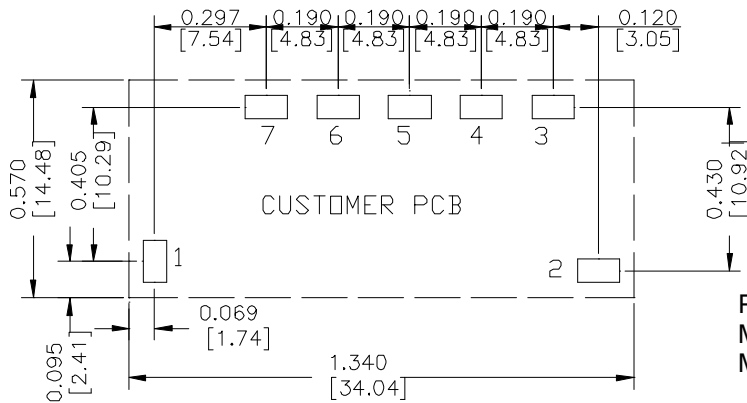 0.297 0.190 0.190 0.190 0.190 0.120
[7.54] [4.83] [4.83] [4.83] [4.83] [3.05]
7 6 5 4 3
0.570
[14.48]
0.405
[10.29]
0.430
[10.92]
CUSTOMER PCB
1
2
0.069
[1.74]
0.095
[2.41]
1.340
[34.04]
P
M
M